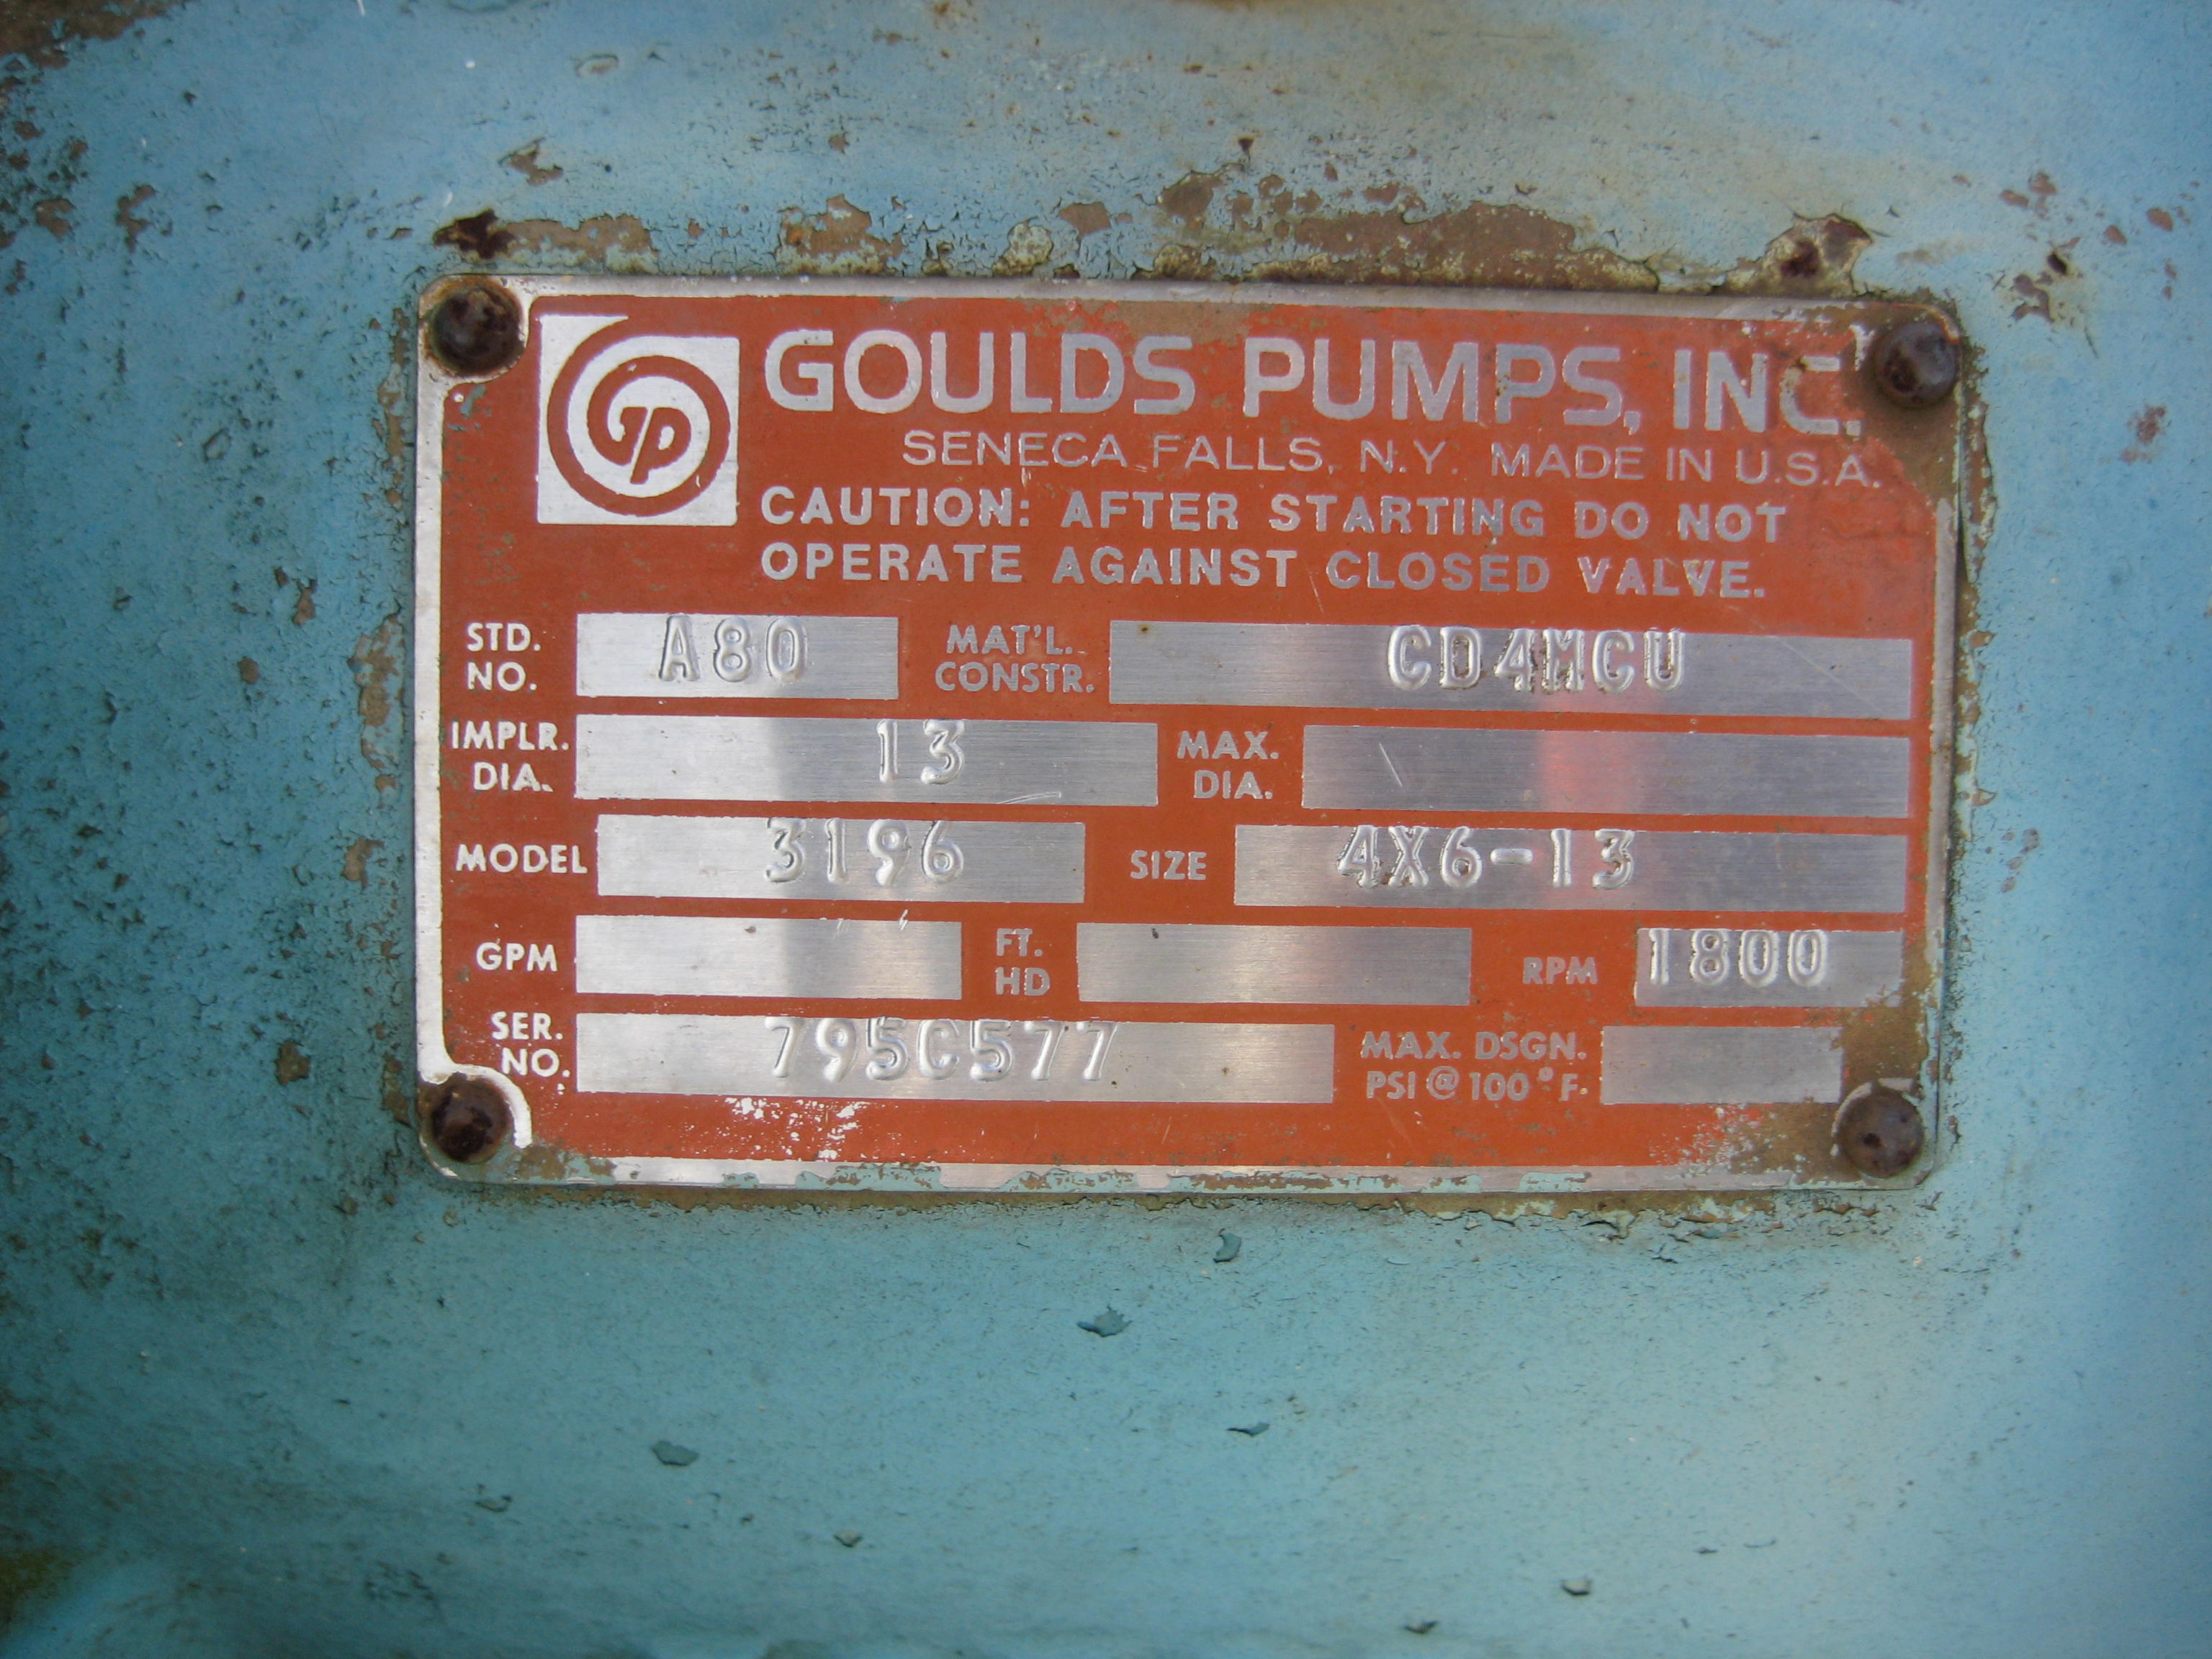 GP GOULDS PUMPS, INC.
SENECA FALLS, N.Y. MADE IN U.S.A.
CAUTION: AFTER STARTING DO NOT
OPERATE AGAINST CLOSED VALVE.
STD. NO. A80 MAT'L. CONSTR. CD4MCU
IMPLR. DIA. 13 MAX. DIA.
MODEL 3196 SIZE 4X6-13
GPM FT. HD RPM 1800
SER. NO. 795C577 MAX. DSGN. PSI @ 100° F.